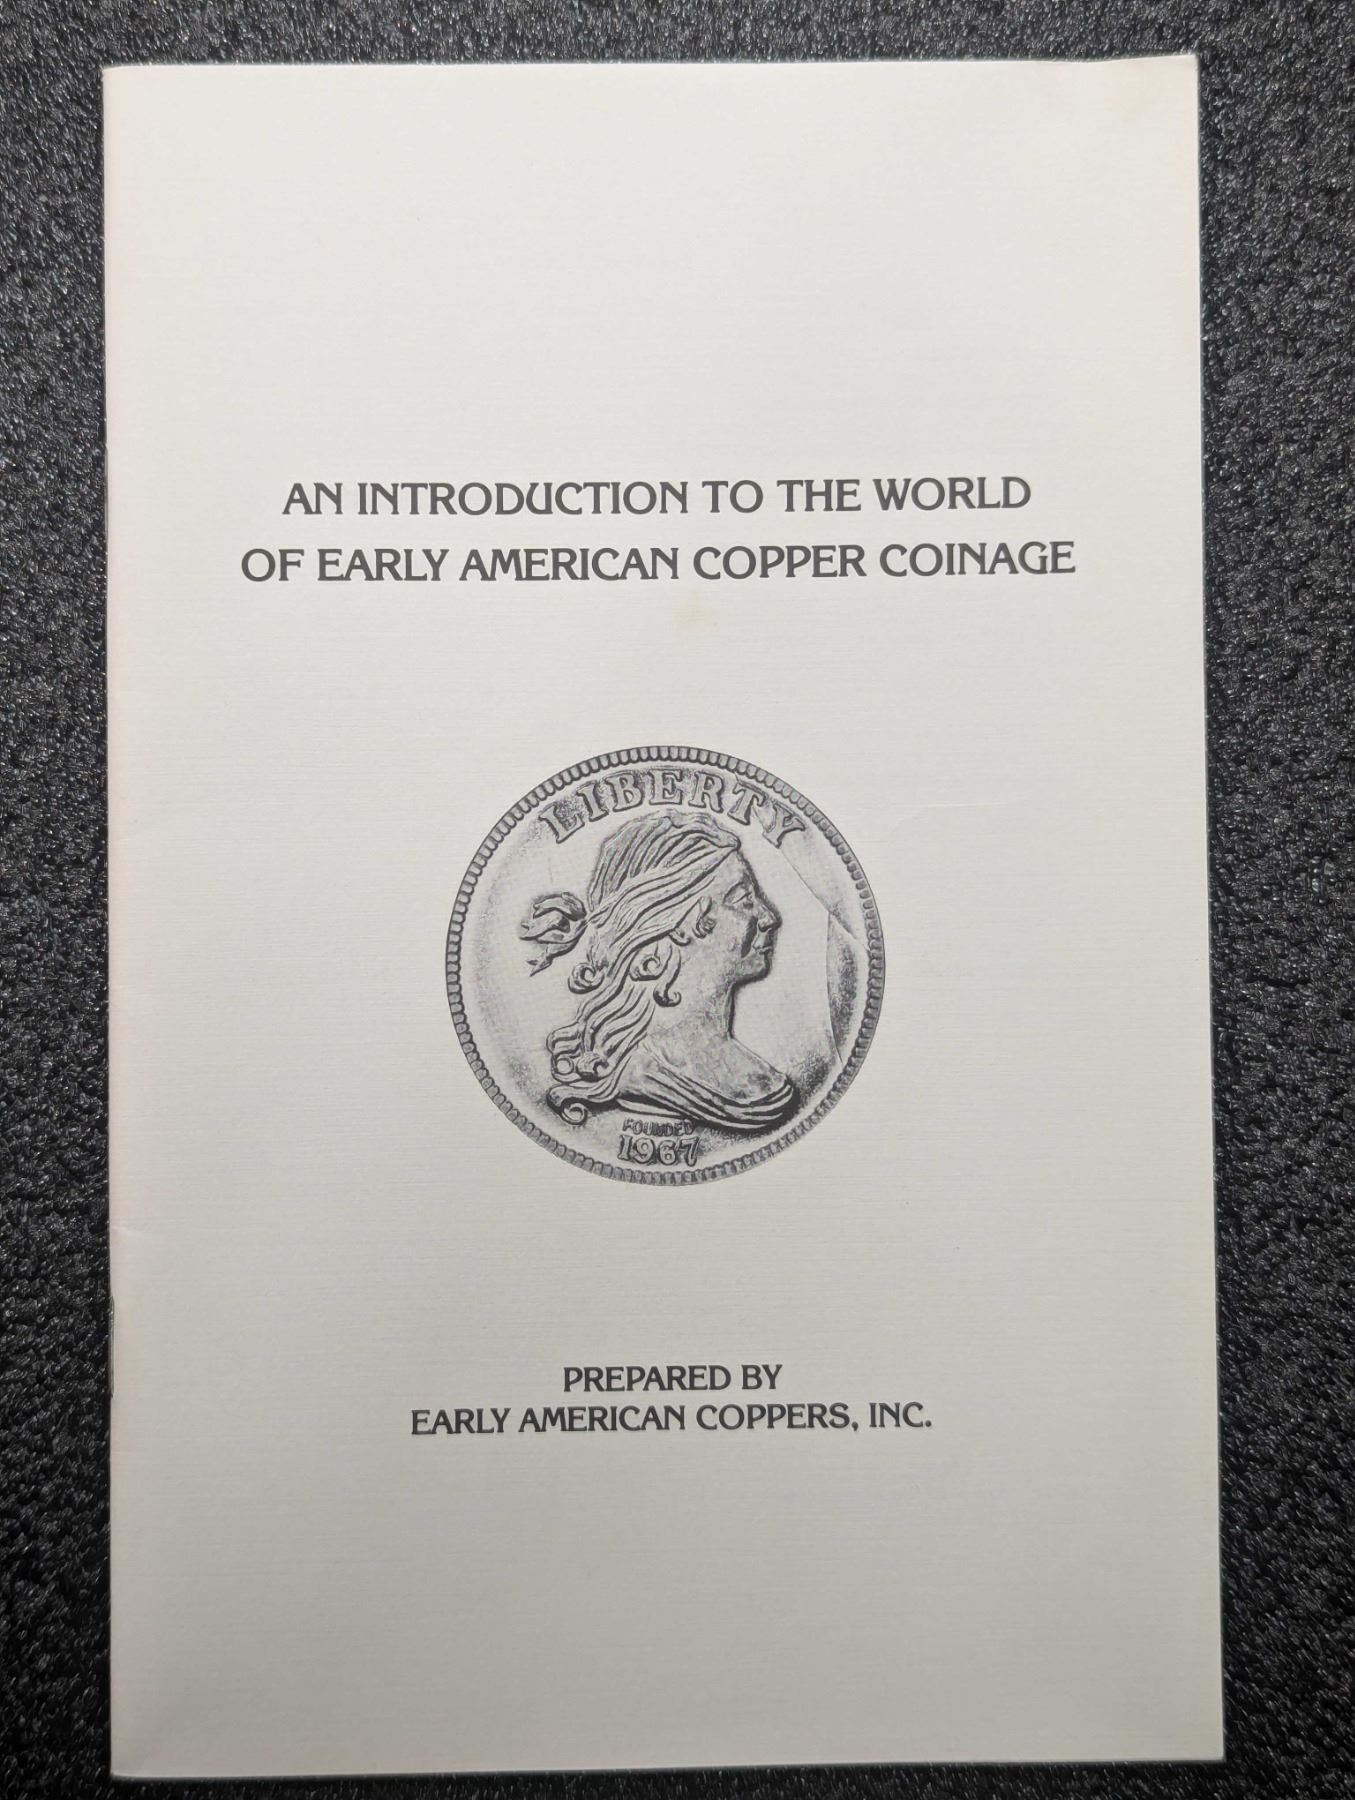 AN INTRODUCTION TO THE WORLD
OF EARLY AMERICAN COPPER COINAGE
LIBERTY
FOUNDED
1967
PREPARED BY
EARLY AMERICAN COPPERS, INC.